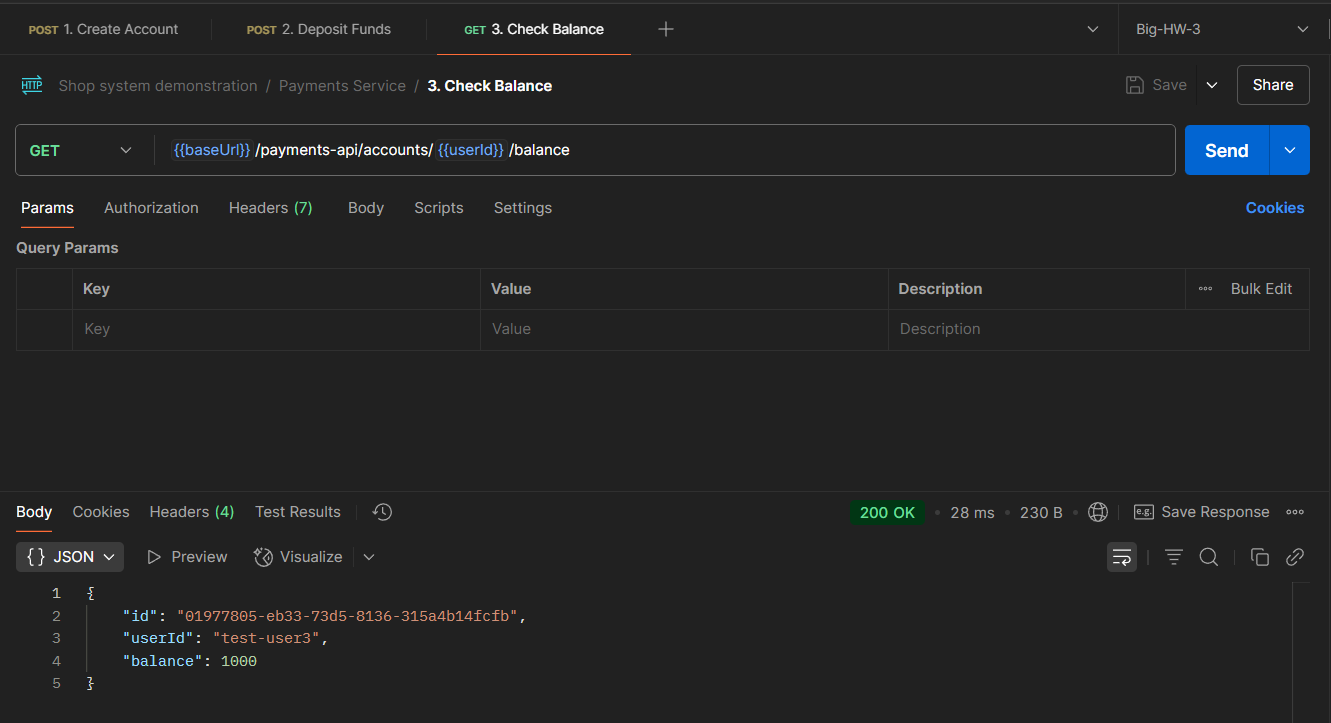 POST 1. Create Account POST 2. Deposit Funds GET 3. Check Balance Big-HW-3
HTTP Shop system demonstration / Payments Service / 3. Check Balance Save Share
GET {{baseUrl}} /payments-api/accounts/ {{userId}} /balance Send
Params Authorization Headers (7) Body Scripts Settings Cookies
Query Params
Key Value Description Bulk Edit
Key Value Description
Body Cookies Headers (4) Test Results 200 OK • 28 ms • 230 B • e.g. Save Response
{} JSON Preview Visualize
1 {
2 "id": "01977805-eb33-73d5-8136-315a4b14fcfb",
3 "userId": "test-user3",
4 "balance": 1000
5 }